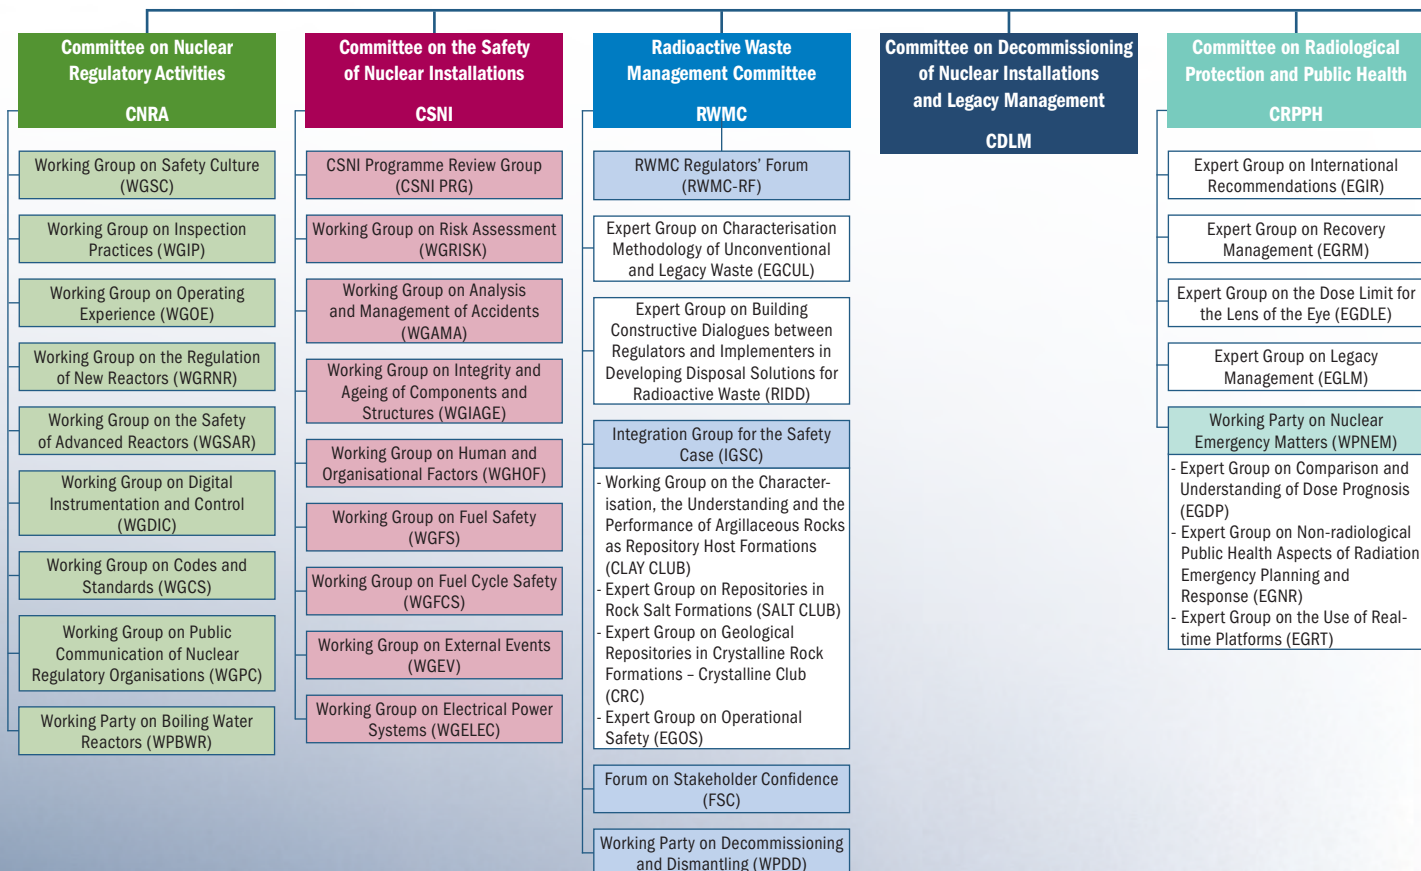 Committee on Nuclear
Regulatory Activities
CNRA
Working Group on Safety Culture
(WGSC)
Working Group on Inspection
Practices (WGIP)
Working Group on Operating
Experience (WGOE)
Working Group on the Regulation
of New Reactors (WGRNR)
Working Group on the Safety
of Advanced Reactors (WGSAR)
Working Group on Digital
Instrumentation and Control
(WGDIC)
Working Group on Codes and
Standards (WGCS)
Working Group on Public
Communication of Nuclear
Regulatory Organisations (WGPC)
Working Party on Boiling Water
Reactors (WPBWR)
Committee on the Safety
of Nuclear Installations
CSNI
CSNI Programme Review Group
(CSNI PRG)
Working Group on Risk Assessment
(WGRISK)
Working Group on Analysis
and Management of Accidents
(WGAMA)
Working Group on Integrity and
Ageing of Components and
Structures (WGIAGE)
Working Group on Human and
Organisational Factors (WGHOF)
Working Group on Fuel Safety
(WGFS)
Working Group on Fuel Cycle Safety
(WGFCS)
Working Group on External Events
(WGEV)
Working Group on Electrical Power
Systems (WGELEC)
Radioactive Waste
Management Committee
RWMC
RWMC Regulators' Forum
(RWMC-RF)
Expert Group on Characterisation
Methodology of Unconventional
and Legacy Waste (EGCUL)
Expert Group on Building
Constructive Dialogues between
Regulators and Implementers in
Developing Disposal Solutions for
Radioactive Waste (RIDD)
Integration Group for the Safety
Case (IGSC)
- Working Group on the Character-
isation, the Understanding and the
Performance of Argillaceous Rocks
as Repository Host Formations
(CLAY CLUB)
- Expert Group on Repositories in
Rock Salt Formations (SALT CLUB)
- Expert Group on Geological
Repositories in Crystalline Rock
Formations – Crystalline Club
(CRC)
- Expert Group on Operational
Safety (EGOS)
Forum on Stakeholder Confidence
(FSC)
Working Party on Decommissioning
and Dismantling (WPDD)
Committee on Decommissioning
of Nuclear Installations
and Legacy Management
CDLM
Committee on Radiological
Protection and Public Health
CRPPH
Expert Group on International
Recommendations (EGIR)
Expert Group on Recovery
Management (EGRM)
Expert Group on the Dose Limit for
the Lens of the Eye (EGDLE)
Expert Group on Legacy
Management (EGLM)
Working Party on Nuclear
Emergency Matters (WPNEM)
- Expert Group on Comparison and
Understanding of Dose Prognosis
(EGDP)
- Expert Group on Non-radiological
Public Health Aspects of Radiation
Emergency Planning and
Response (EGNR)
- Expert Group on the Use of Real-
time Platforms (EGRT)